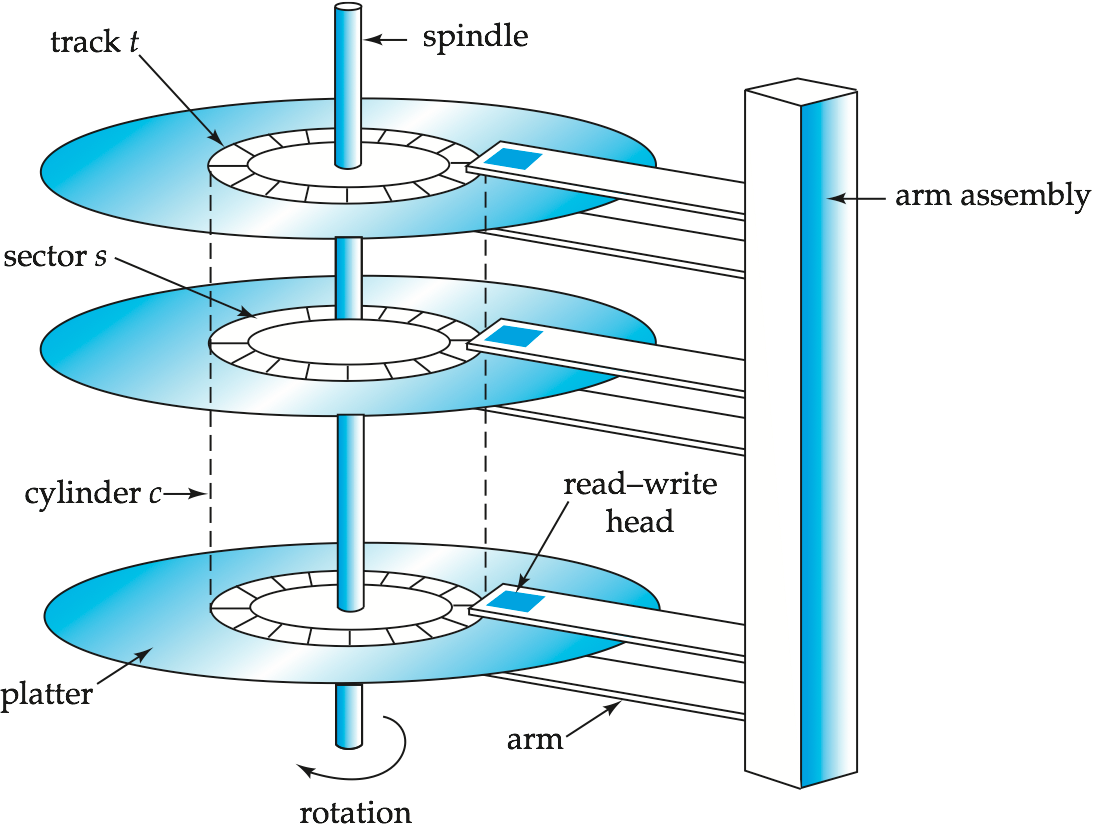 track t
spindle
arm assembly
sector s
cylinder c
read–write
head
platter
arm
rotation